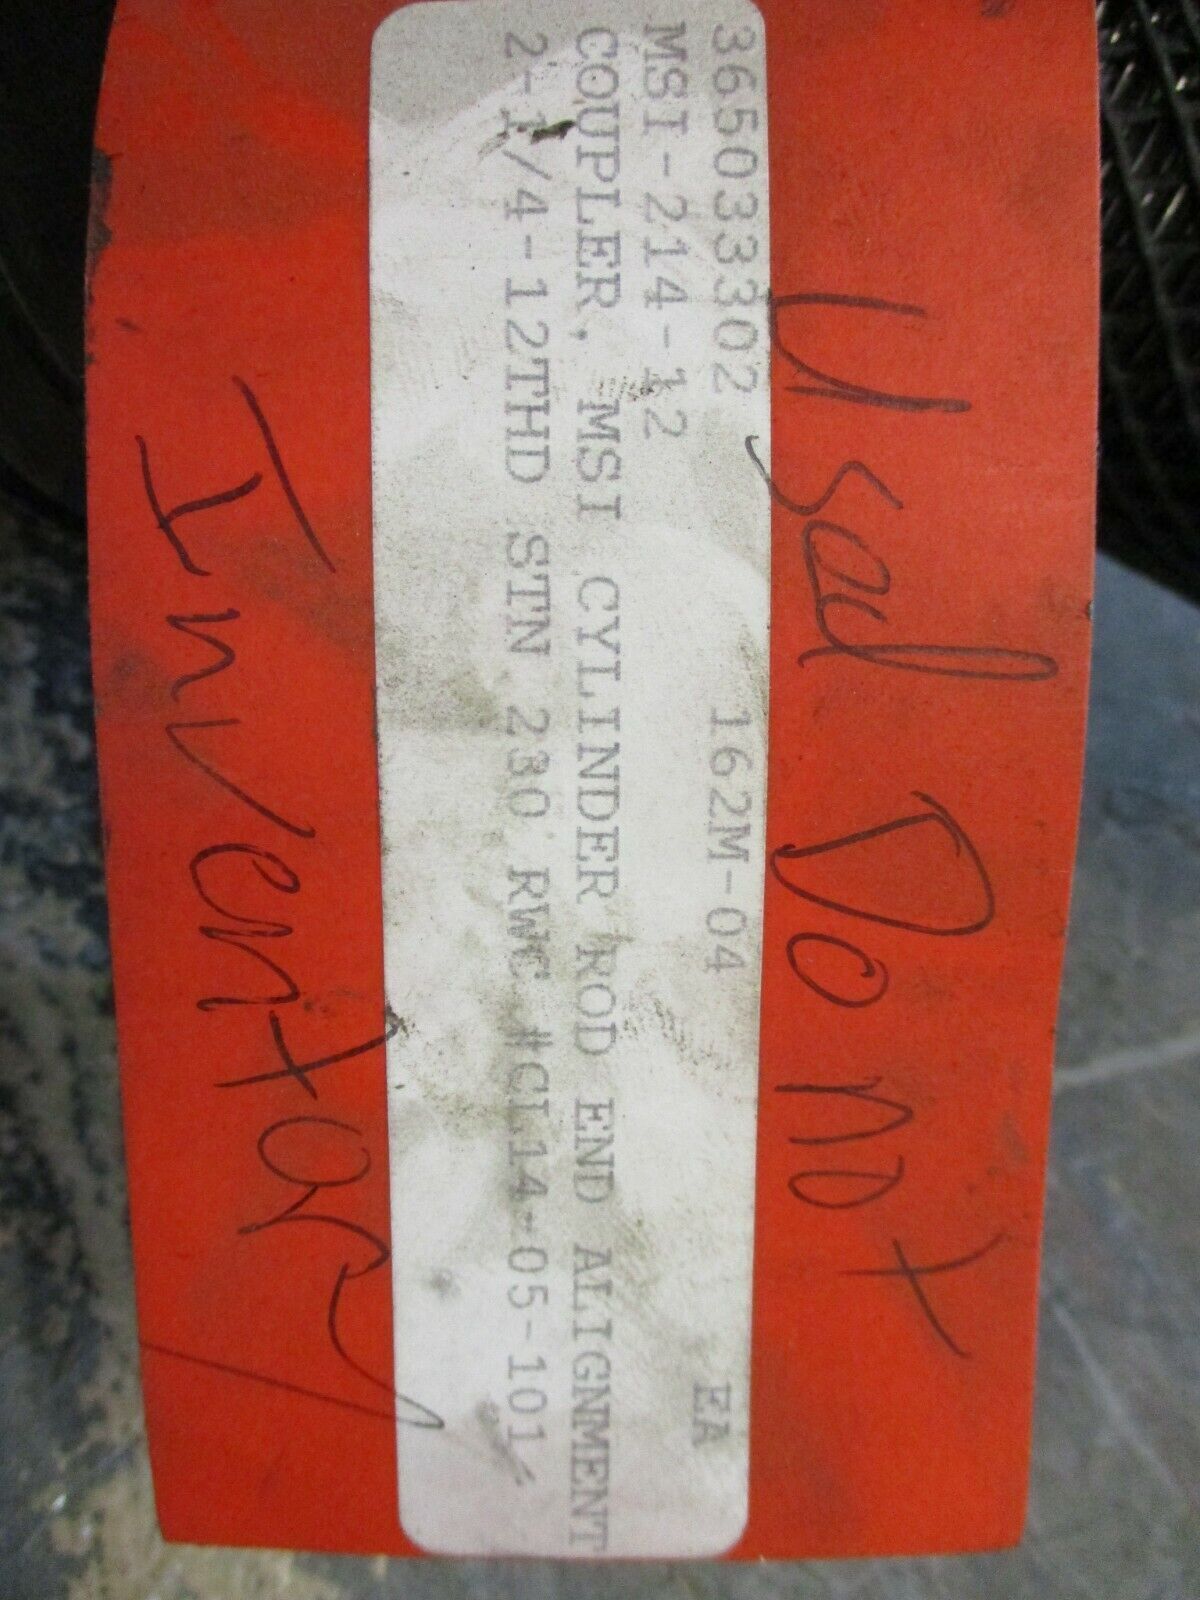 Used Do not
365033302 162M-04 EA
MSI-214-12
COUPLER, MSI CYLINDER ROD END ALIGNMENT
2-1/4-12THD STN 230 RWC #CL14-05-101
Inventory